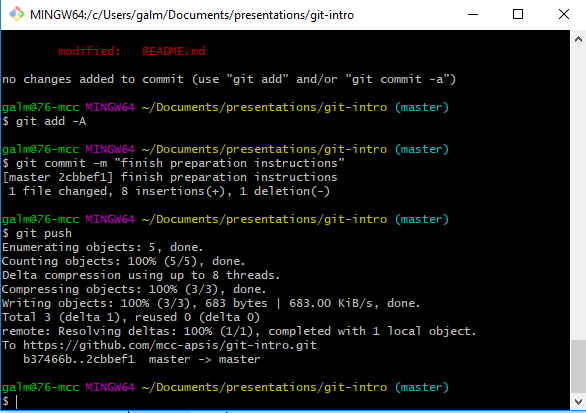 MINGW64:/c/Users/galm/Documents/presentations/git-intro
modified:   README.md
no changes added to commit (use "git add" and/or "git commit -a")
galm@76-mcc MINGW64 ~/Documents/presentations/git-intro (master)
$ git add -A
galm@76-mcc MINGW64 ~/Documents/presentations/git-intro (master)
$ git commit -m "finish preparation instructions"
[master 2cbbef1] finish preparation instructions
 1 file changed, 8 insertions(+), 1 deletion(-)
galm@76-mcc MINGW64 ~/Documents/presentations/git-intro (master)
$ git push
Enumerating objects: 5, done.
Counting objects: 100% (5/5), done.
Delta compression using up to 8 threads.
Compressing objects: 100% (3/3), done.
Writing objects: 100% (3/3), 683 bytes | 683.00 KiB/s, done.
Total 3 (delta 1), reused 0 (delta 0)
remote: Resolving deltas: 100% (1/1), completed with 1 local object.
To https://github.com/mcc-apsis/git-intro.git
   b37466b..2cbbef1  master -> master
galm@76-mcc MINGW64 ~/Documents/presentations/git-intro (master)
$